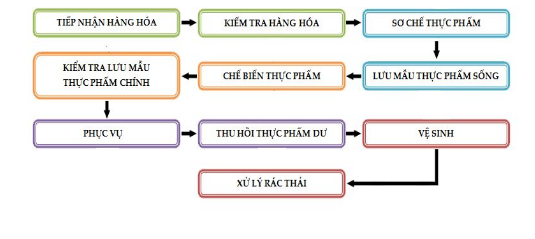 TIẾP NHẬN HÀNG HÓA
KIỂM TRA HÀNG HÓA
SƠ CHẾ THỰC PHẨM
LƯU MẪU THỰC PHẨM SỐNG
CHẾ BIẾN THỰC PHẨM
KIỂM TRA LƯU MẪU
THỰC PHẨM CHÍNH
PHỤC VỤ
THU HỒI THỰC PHẨM DƯ
VỆ SINH
XỬ LÝ RÁC THẢI